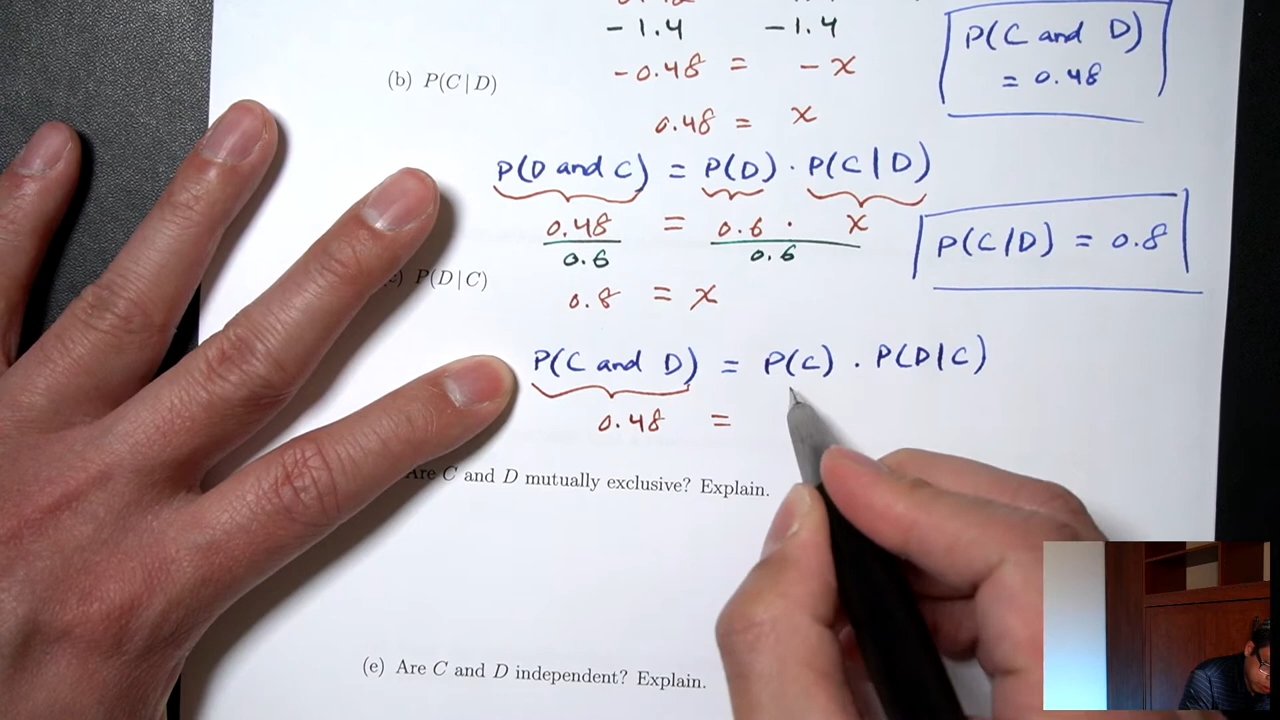 - 1.4 - 1.4
P(C and D)
= 0.48
- 0.48 = - x
(b) P(C | D)
0.48 = x
P(D and C) = P(D) · P(C | D)
0.48 = 0.6 · x
0.6 0.6
P(C | D) = 0.8
) P(D | C)
0.8 = x
P(C and D) = P(C) . P(D | C)
0.48 =
Are C and D mutually exclusive? Explain.
(e) Are C and D independent? Explain.